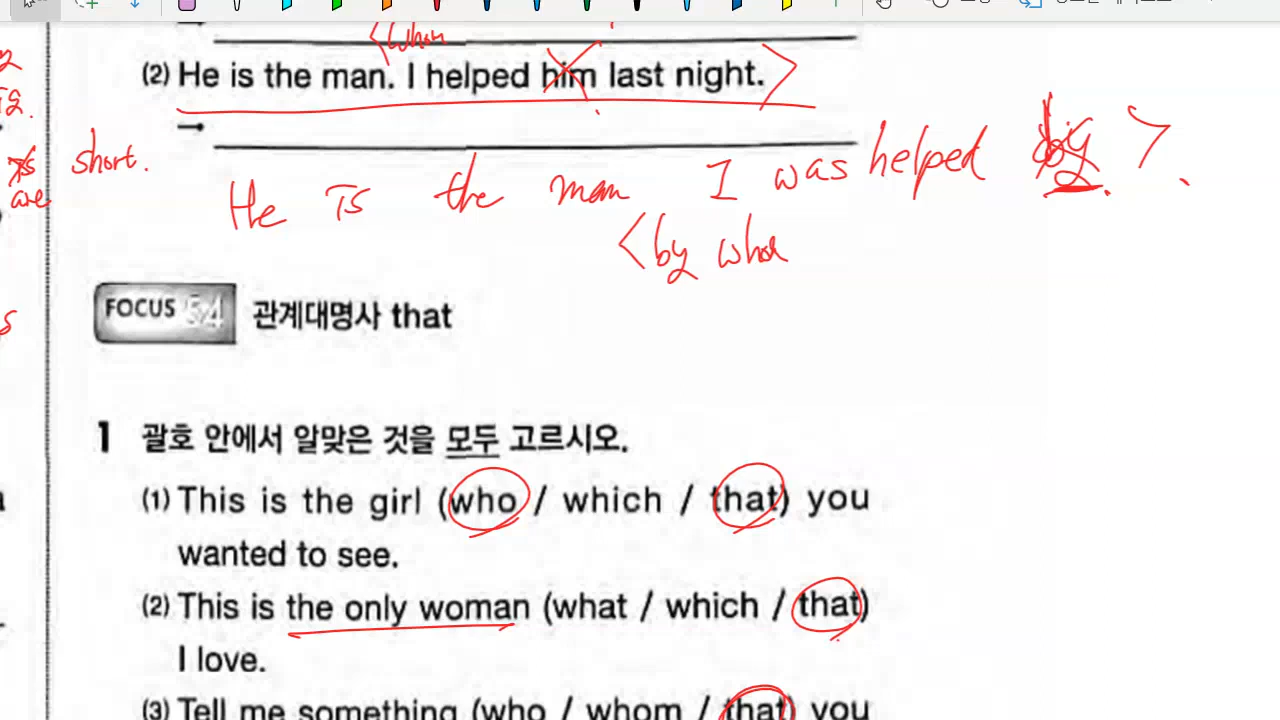 <whom
(2) He is the man. I helped him last night.>
→
short.
are
He is the man I was helped by >.
<by whom
FOCUS 54 관계대명사 that
1 괄호 안에서 알맞은 것을 모두 고르시오.
(1) This is the girl (who / which / that) you
wanted to see.
(2) This is the only woman (what / which / that)
I love.
(3) Tell me something (who / whom / that) you